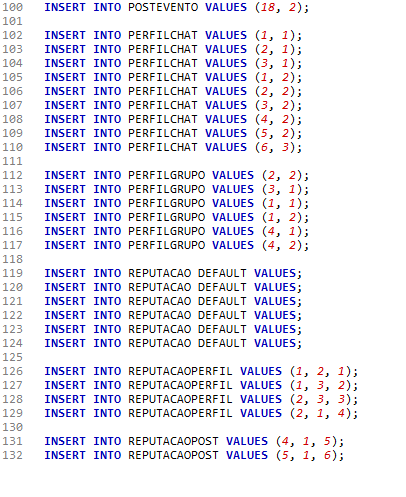 100 INSERT INTO POSTEVENTO VALUES (18, 2);
101
102 INSERT INTO PERFILCHAT VALUES (1, 1);
103 INSERT INTO PERFILCHAT VALUES (2, 1);
104 INSERT INTO PERFILCHAT VALUES (3, 1);
105 INSERT INTO PERFILCHAT VALUES (1, 2);
106 INSERT INTO PERFILCHAT VALUES (2, 2);
107 INSERT INTO PERFILCHAT VALUES (3, 2);
108 INSERT INTO PERFILCHAT VALUES (4, 2);
109 INSERT INTO PERFILCHAT VALUES (5, 2);
110 INSERT INTO PERFILCHAT VALUES (6, 3);
111
112 INSERT INTO PERFILGRUPO VALUES (2, 2);
113 INSERT INTO PERFILGRUPO VALUES (3, 1);
114 INSERT INTO PERFILGRUPO VALUES (1, 1);
115 INSERT INTO PERFILGRUPO VALUES (1, 2);
116 INSERT INTO PERFILGRUPO VALUES (4, 1);
117 INSERT INTO PERFILGRUPO VALUES (4, 2);
118
119 INSERT INTO REPUTACAO DEFAULT VALUES;
120 INSERT INTO REPUTACAO DEFAULT VALUES;
121 INSERT INTO REPUTACAO DEFAULT VALUES;
122 INSERT INTO REPUTACAO DEFAULT VALUES;
123 INSERT INTO REPUTACAO DEFAULT VALUES;
124 INSERT INTO REPUTACAO DEFAULT VALUES;
125
126 INSERT INTO REPUTACAOPERFIL VALUES (1, 2, 1);
127 INSERT INTO REPUTACAOPERFIL VALUES (1, 3, 2);
128 INSERT INTO REPUTACAOPERFIL VALUES (2, 3, 3);
129 INSERT INTO REPUTACAOPERFIL VALUES (2, 1, 4);
130
131 INSERT INTO REPUTACAOPOST VALUES (4, 1, 5);
132 INSERT INTO REPUTACAOPOST VALUES (5, 1, 6);